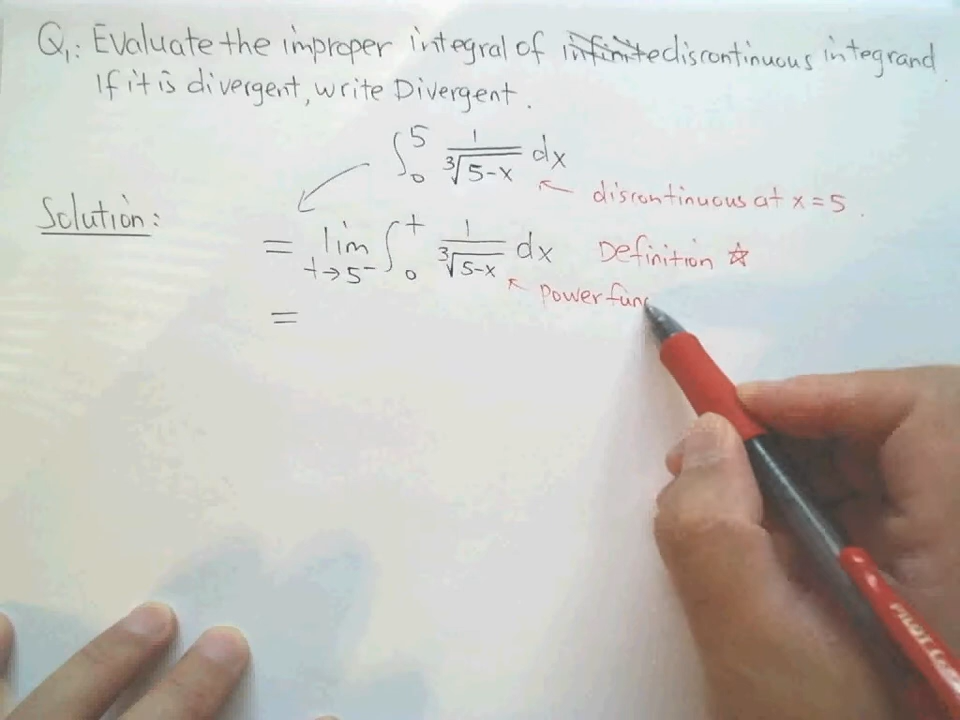 Q1: Evaluate the improper integral of infinite discontinuous integrand.
If it is divergent, write Divergent.
∫₀⁵ 1/∛(5-x) dx
discontinuous at x=5.
Solution:
= lim t→5⁻ ∫₀ᵗ 1/∛(5-x) dx Definition ☆
power func
=
PILOT